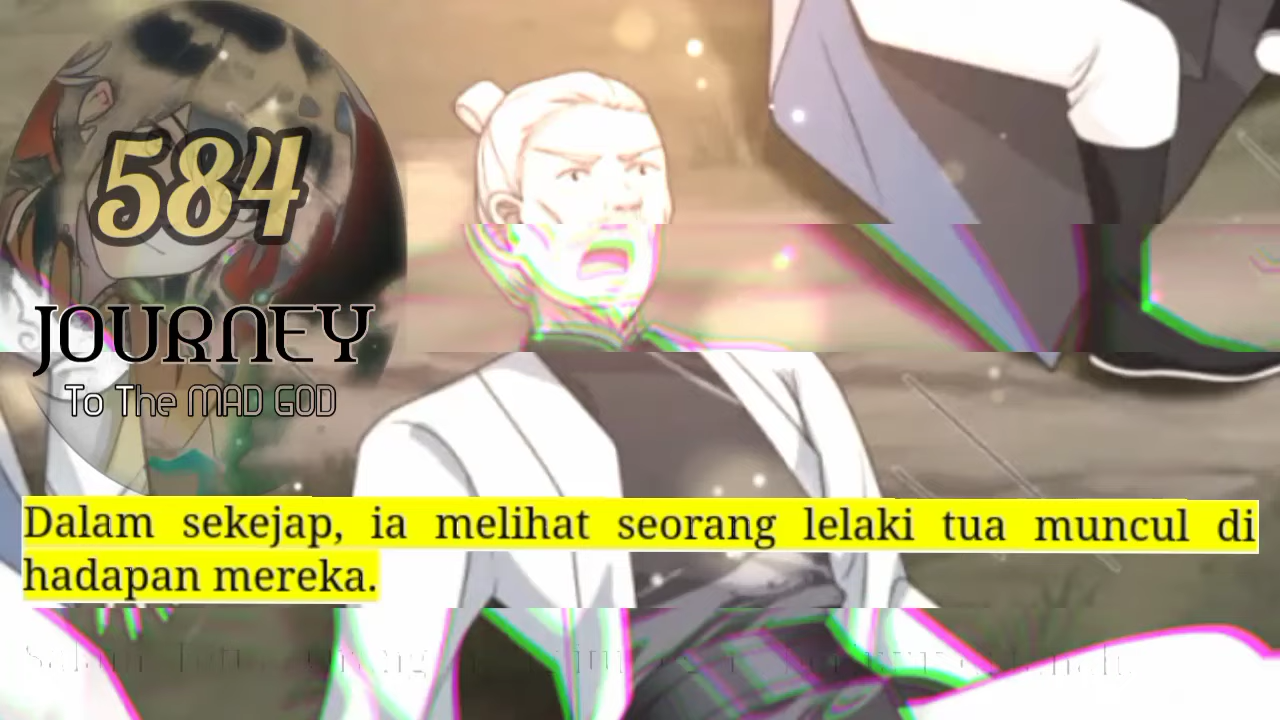 584
JOURNEY
To The MAD GOD
Dalam sekejap, ia melihat seorang lelaki tua muncul di
hadapan mereka.